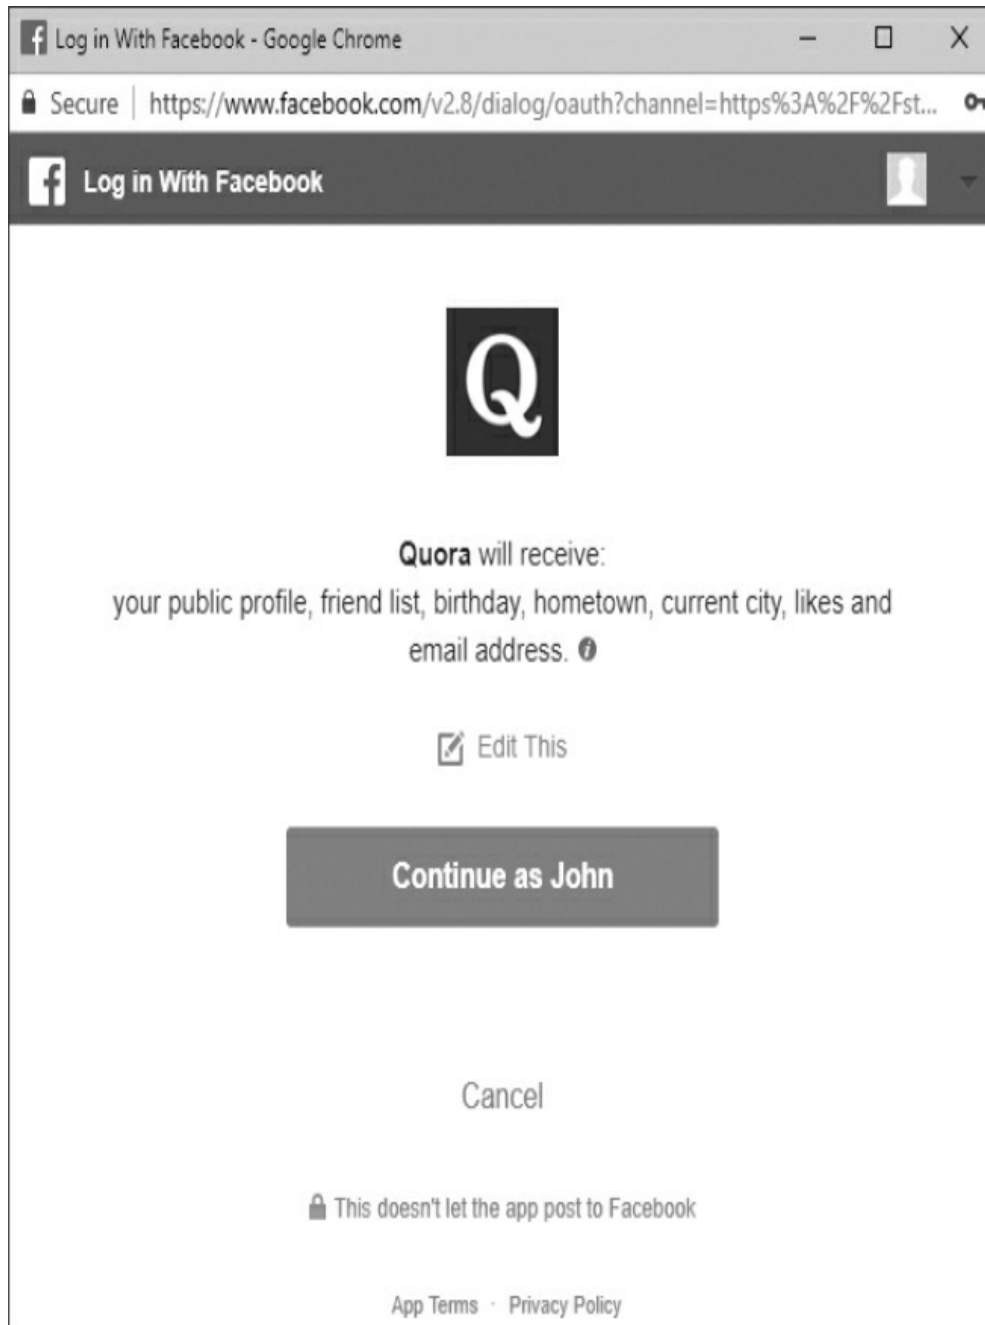 Log in With Facebook - Google Chrome
Secure | https://www.facebook.com/v2.8/dialog/oauth?channel=https%3A%2F%2Fst...
Log in With Facebook
Q
Quora will receive:
your public profile, friend list, birthday, hometown, current city, likes and
email address.
Edit This
Continue as John
Cancel
This doesn't let the app post to Facebook
App Terms · Privacy Policy